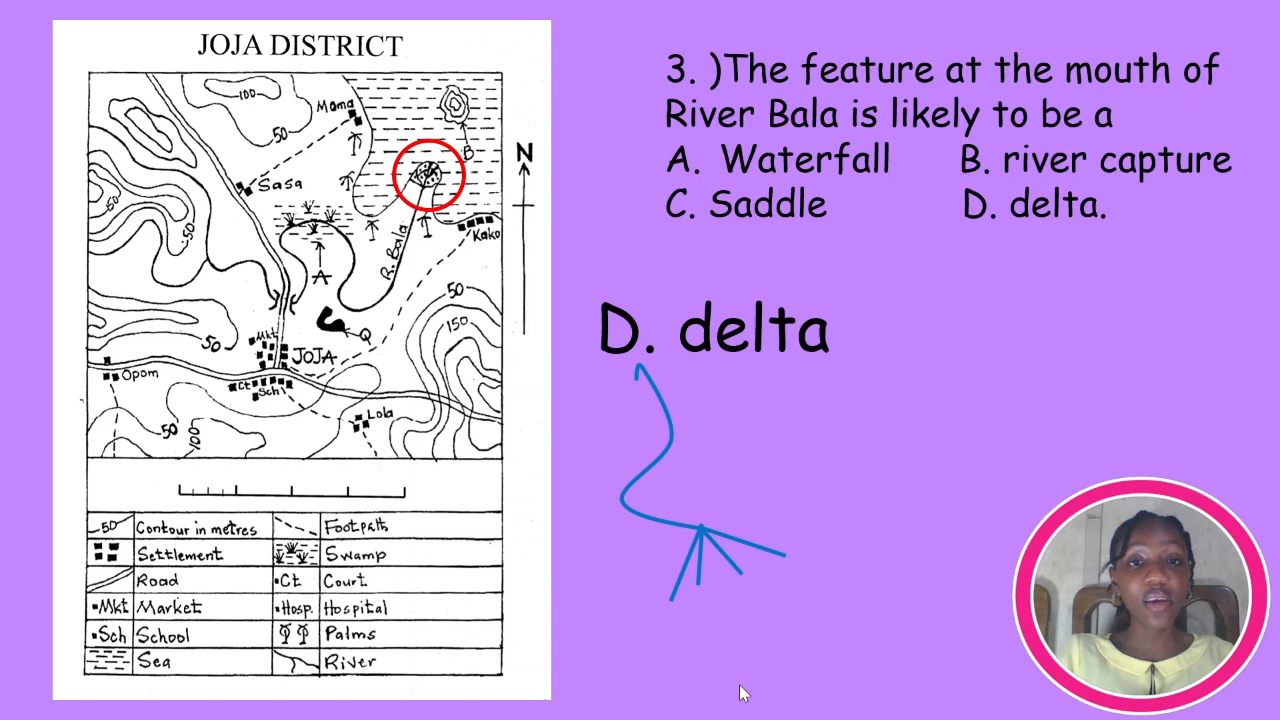 JOJA DISTRICT
100
50
Moma
B
Sasa
150
50
R. Bala
Kako
A
N
50
150
50
Q
Mkt
JOJA
Opom
Ct
Sch
Lola
50
100
50 Contour in metres Footpath
Settlement Swamp
Road •Ct Court
•Mkt Market •Hosp. Hospital
•Sch School Palms
Sea River
3. )The feature at the mouth of
River Bala is likely to be a
A. Waterfall B. river capture
C. Saddle D. delta.
D. delta